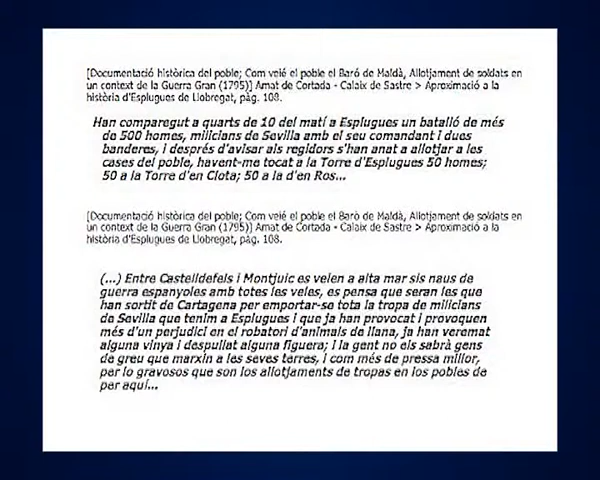 [Documentació històrica del poble; Com veié el poble el Baró de Maldà, Allotjament de soldats en
un context de la Guerra Gran (1795)] Amat de Cortada - Calaix de Sastre > Aproximació a la
història d'Esplugues de Llobregat, pàg. 108.
Han comparegut a quarts de 10 del matí a Esplugues un batalló de més
de 500 homes, milicians de Sevilla amb el seu comandant i dues
banderes, i després d'avisar als regidors s'han anat a allotjar a les
cases del poble, havent-me tocat a la Torre d'Esplugues 50 homes;
50 a la Torre d'en Clota; 50 a la d'en Ros...
[Documentació històrica del poble; Com veié el poble el Baró de Maldà, Allotjament de soldats en
un context de la Guerra Gran (1795)] Amat de Cortada - Calaix de Sastre > Aproximació a la
història d'Esplugues de Llobregat, pàg. 108.
(...) Entre Castelldefels i Montjuic es veien a alta mar sis naus de
guerra espanyoles amb totes les veles, es pensa que seran les que
han sortit de Cartagena per emportar-se tota la tropa de milicians
de Sevilla que tenim a Esplugues i que ja han provocat i provoquen
més d'un perjudici en el robatori d'animals de llana, ja han veremat
alguna vinya i despullat alguna figuera; i la gent no els sabrà gens
de greu que marxin a les seves terres, i com més de pressa millor,
per lo gravosos que son los allotjaments de tropas en los pobles de
per aquí...